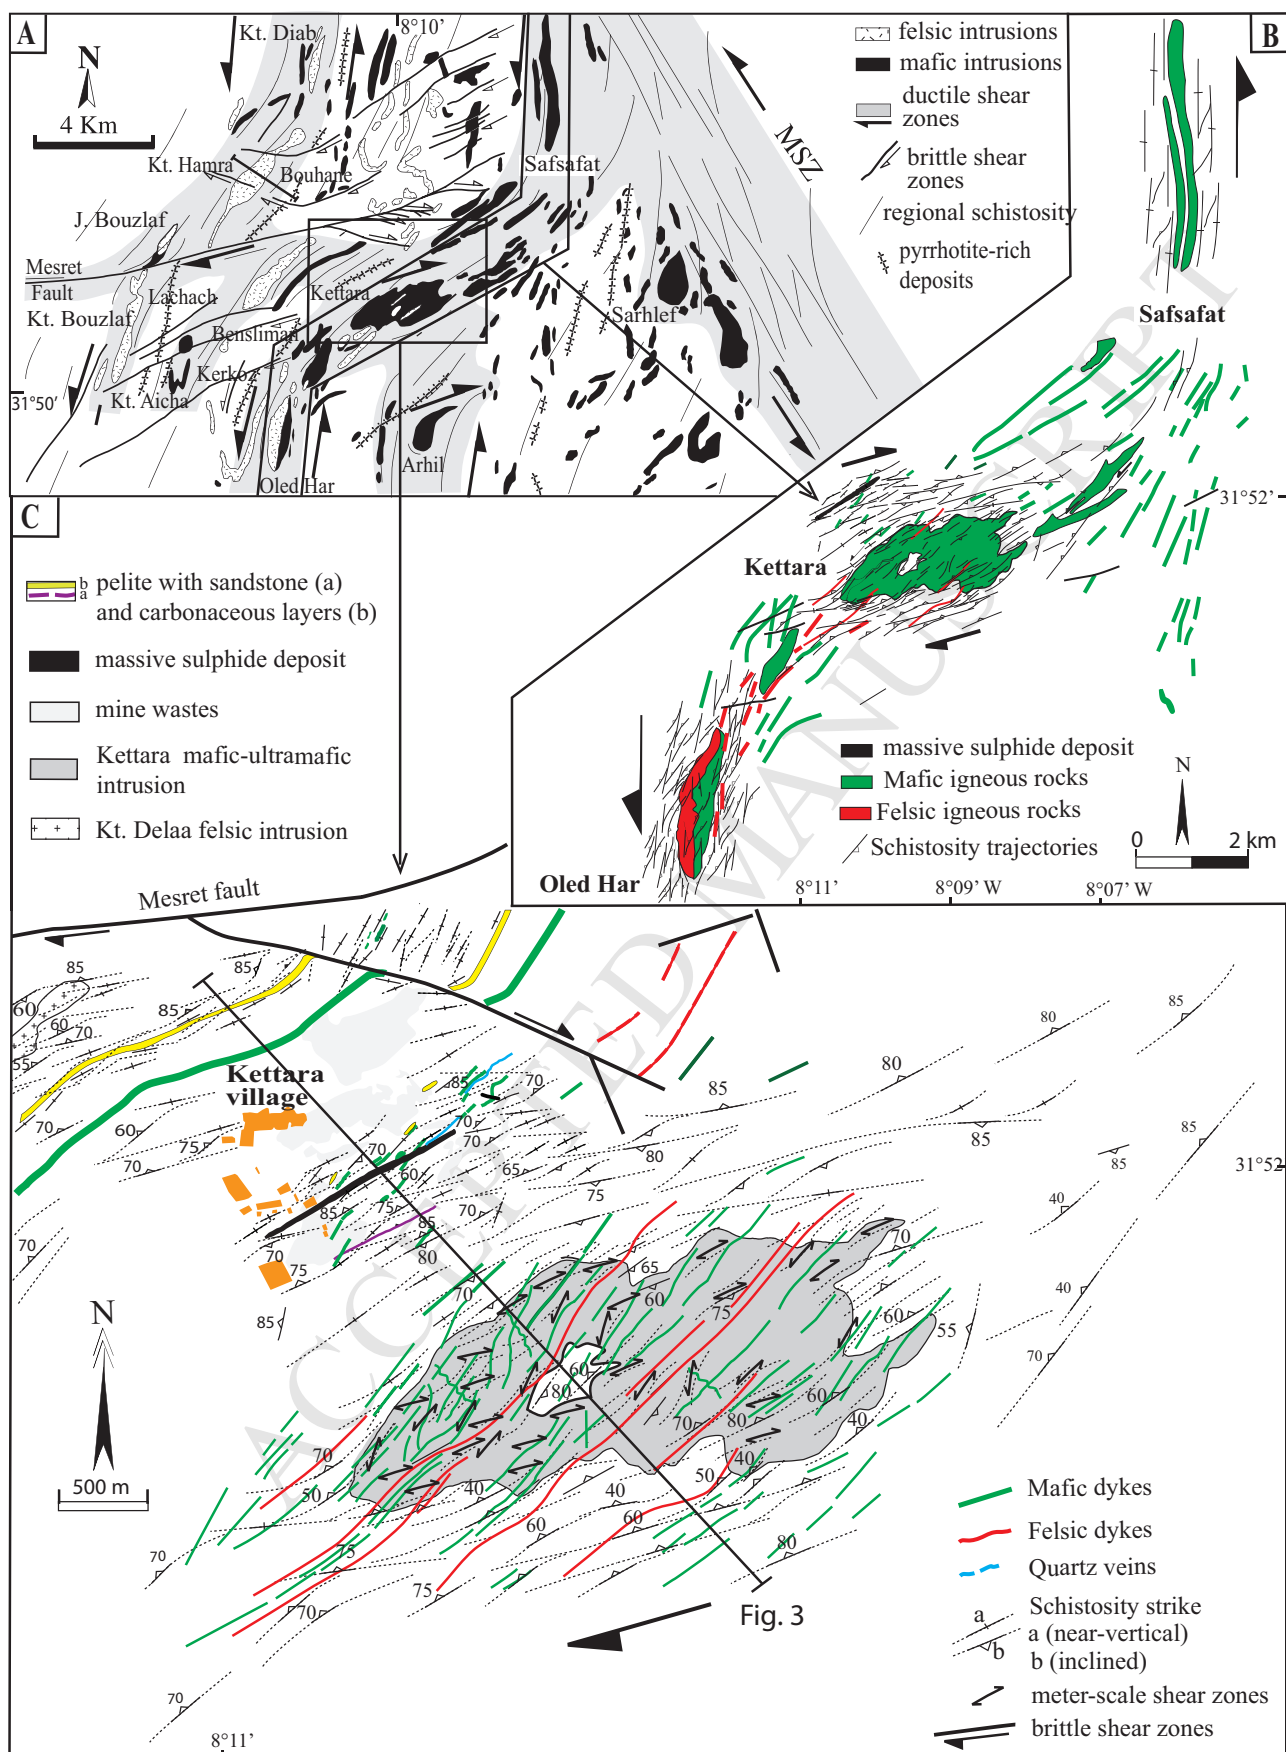 A
N
4 Km
Kt. Diab
8°10'
Kt. Hamra
Bouhane
J. Bouzlaf
Mesret
Fault
Kt. Bouzlaf
Lachach
Kettara
Bensliman
Kerkoz
Kt. Aicha
31°50'
Oled Har
Arhil
Safsafat
Sarhlef
MSZ
felsic intrusions
mafic intrusions
ductile shear
zones
brittle shear
zones
regional schistosity
pyrrhotite-rich
deposits
B
Safsafat
31°52'
Kettara
Oled Har
massive sulphide deposit
Mafic igneous rocks
Felsic igneous rocks
Schistosity trajectories
N
0 2 km
8°11'
8°09' W
8°07' W
C
b
a
pelite with sandstone (a)
and carbonaceous layers (b)
massive sulphide deposit
mine wastes
Kettara mafic-ultramafic
intrusion
Kt. Delaa felsic intrusion
Mesret fault
Kettara
village
31°52'
N
500 m
Fig. 3
8°11'
Mafic dykes
Felsic dykes
Quartz veins
a
b
Schistosity strike
a (near-vertical)
b (inclined)
meter-scale shear zones
brittle shear zones
ACCEPTED MANUSCRIPT